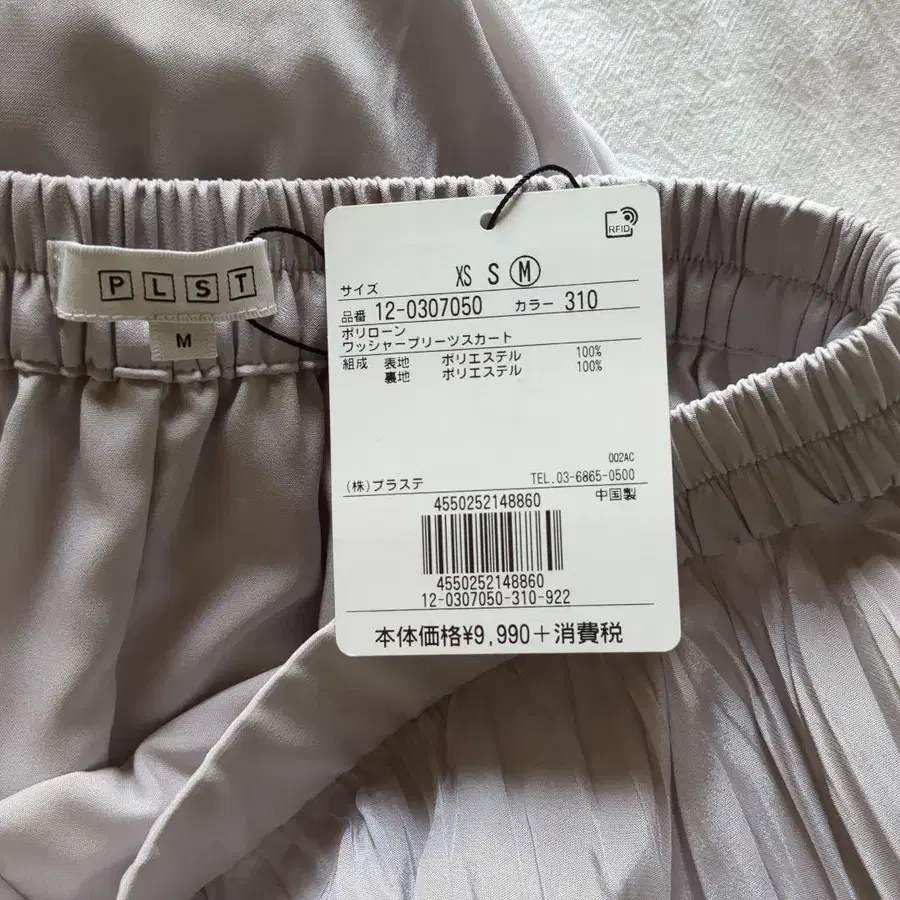 PLST
M
RFID
サイズ XS S M
品番 12-0307050 カラー 310
ポリローン
ワッシャープリーツスカート
組成 表地 ポリエステル 100%
裏地 ポリエステル 100%
002AC
(株)プラステ TEL.03-6865-0500
中国製
4550252148860
4550252148860
12-0307050-310-922
本体価格¥9,990+消費税